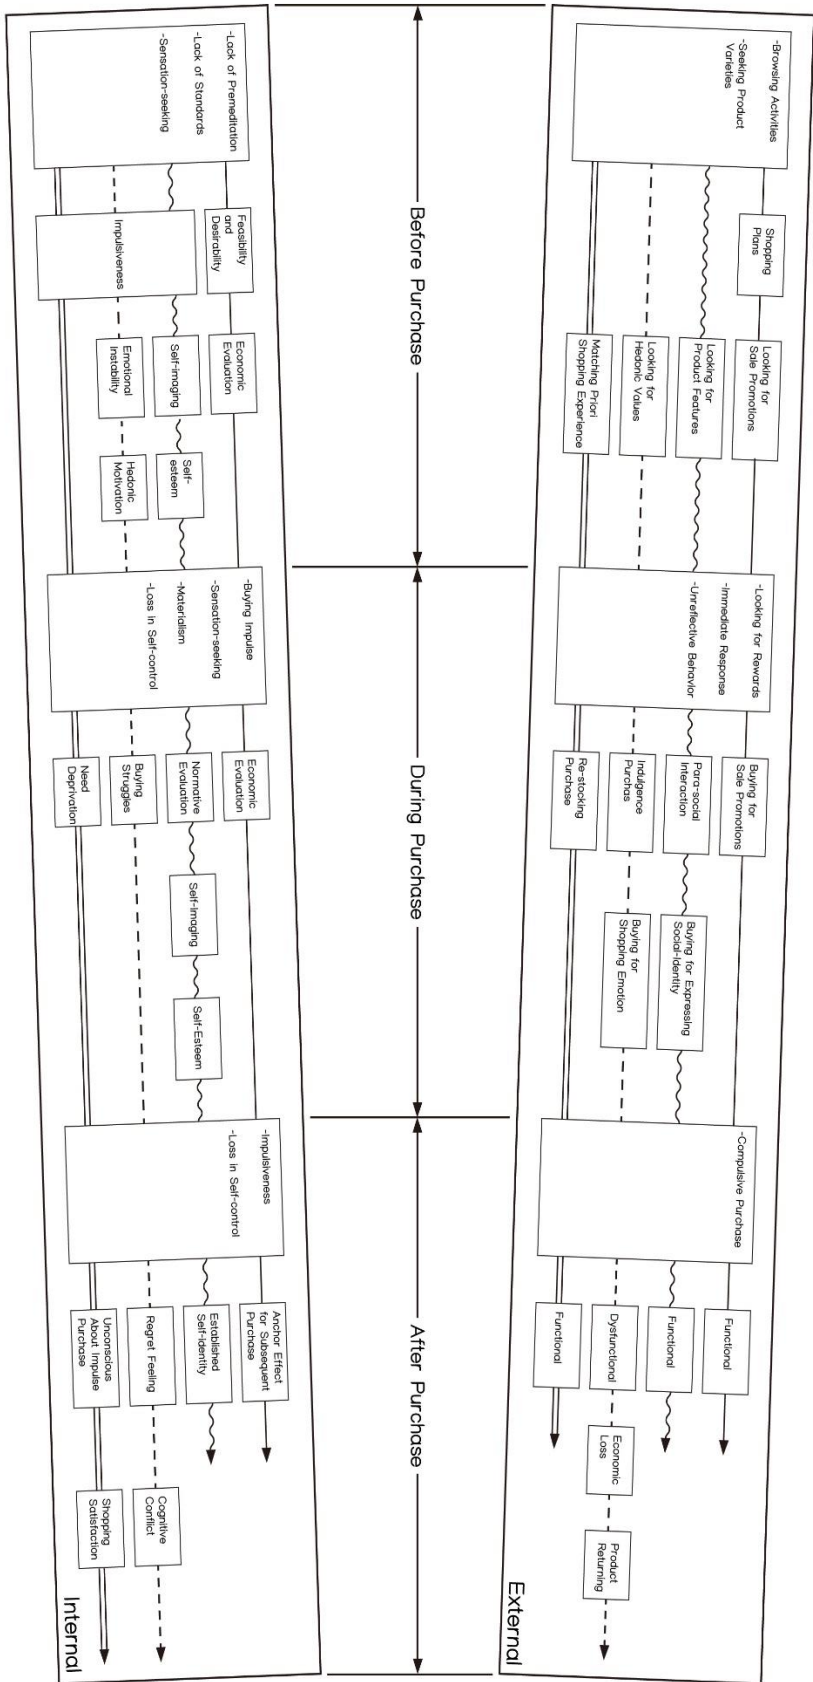 -Browsing Activities
-Seeking Product
Varieties
Shopping
Plans
Looking for
Sale Promotions
Looking for
Product Features
Looking for
Hedonic Values
Matching Priori
Shopping Experience
-Looking for Rewards
-Immediate Response
-Unreflective Behavior
Buying for
Sale Promotions
Para-social
Interaction
Indulgence
Purchas
Re-stocking
Purchase
Buying for Expressing
Social-Identity
Buying for
Shopping Emotion
-Compulsive Purchase
Functional
Functional
Dysfunctional
Functional
Economic
Loss
Product
Returning
External
Before Purchase
During Purchase
After Purchase
-Lack of Premeditation
-Lack of Standards
-Sensation-seeking
Feasibility
and
Desirability
Impulsiveness
Economic Evaluation
Self-imaging
Emotional
Instability
Self-
esteem
Hedonic
Motivation
-Buying Impulse
-Sensation-seeking
-Materialism
-Loss in Self-control
Economic
Evaluation
Normative
Evaluation
Buying
Struggles
Need
Deprivation
Self-Imaging
Self-Esteem
-Impulsiveness
-Loss in Self-control
Anchor Effect
for Subsequent
Purchase
Established
Self-identity
Regret Feeling
Unconscious
About Impulse
Purchase
Cognitive
Conflict
Shopping
Satisfaction
Internal